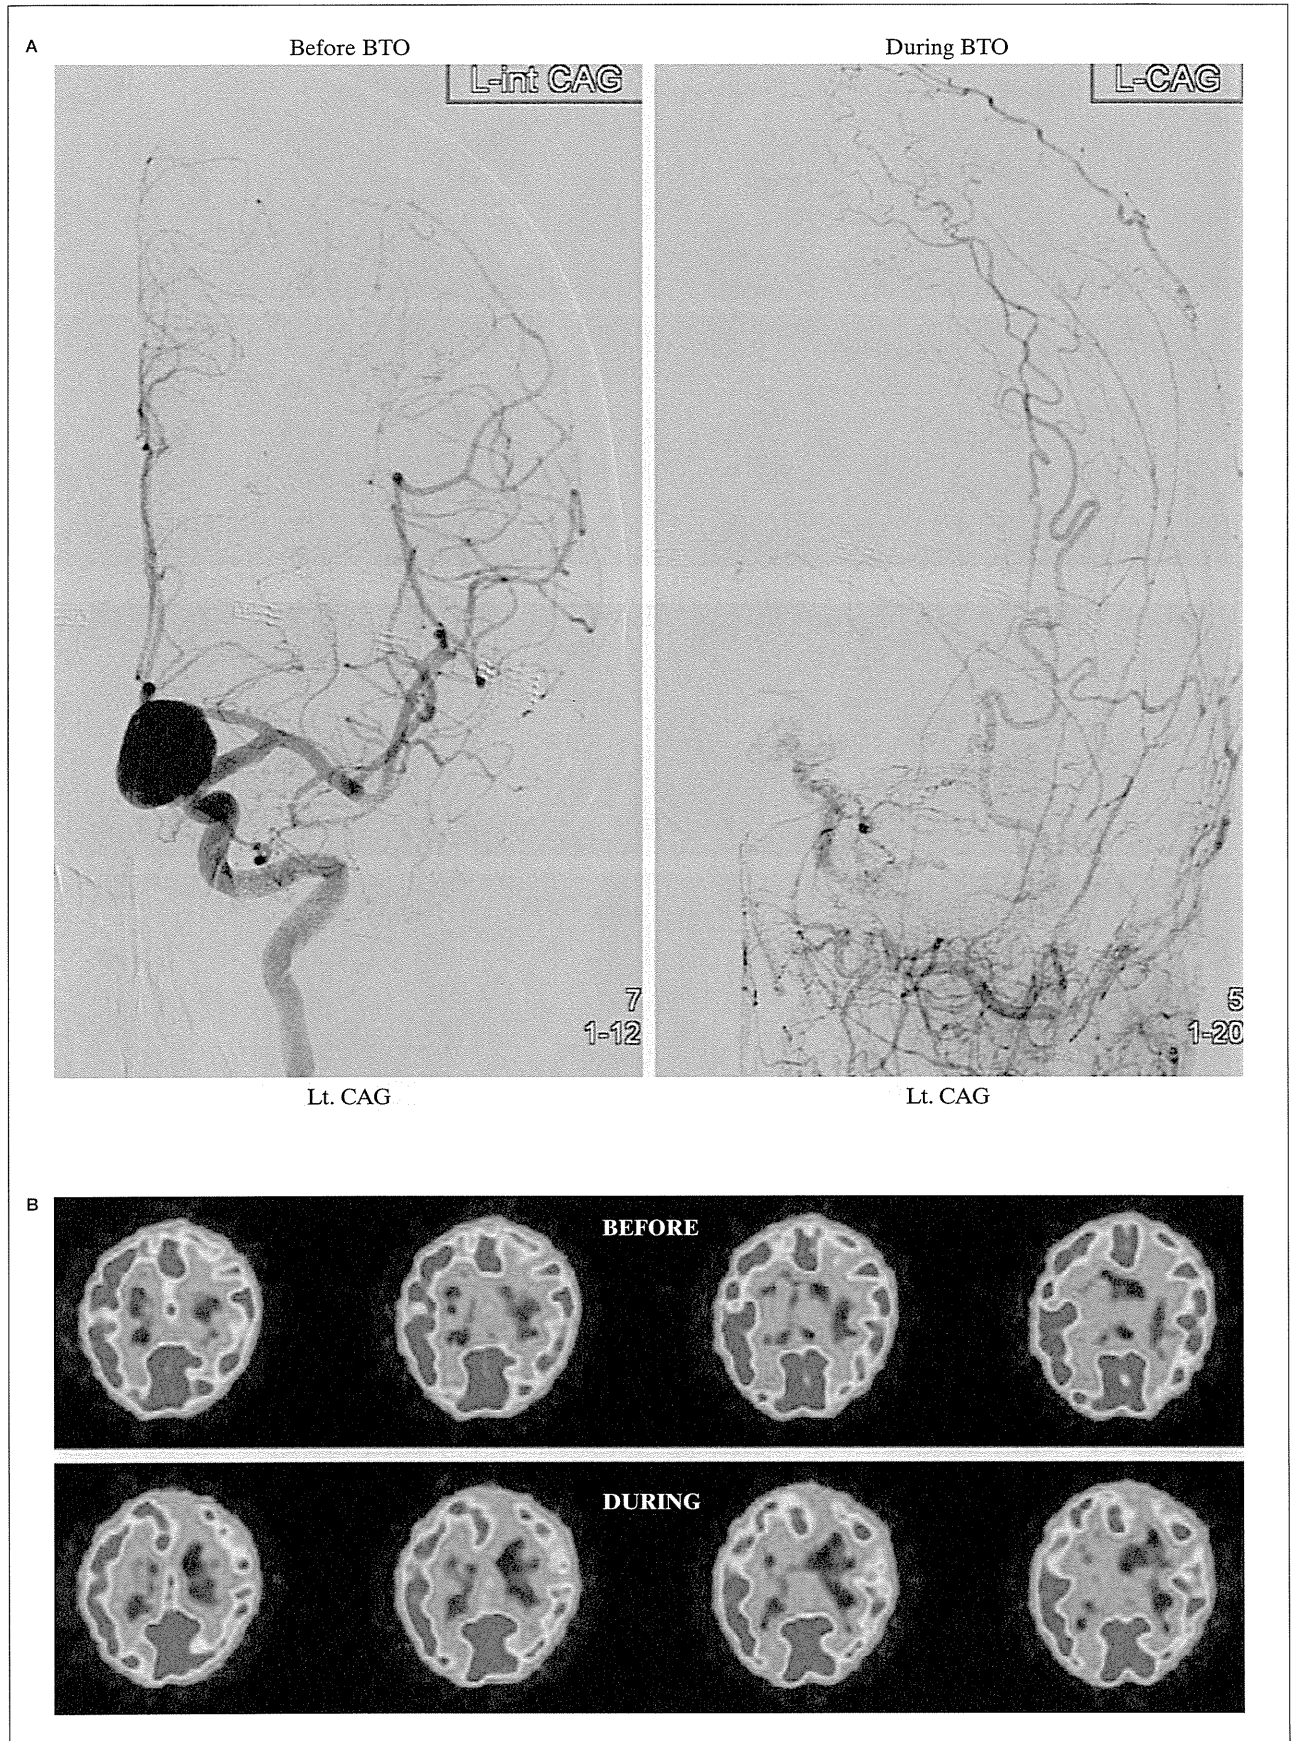 A
Before BTO
During BTO
L-int CAG
L-CAG
7
1-12
5
1-20
Lt. CAG
Lt. CAG
B
BEFORE
DURING